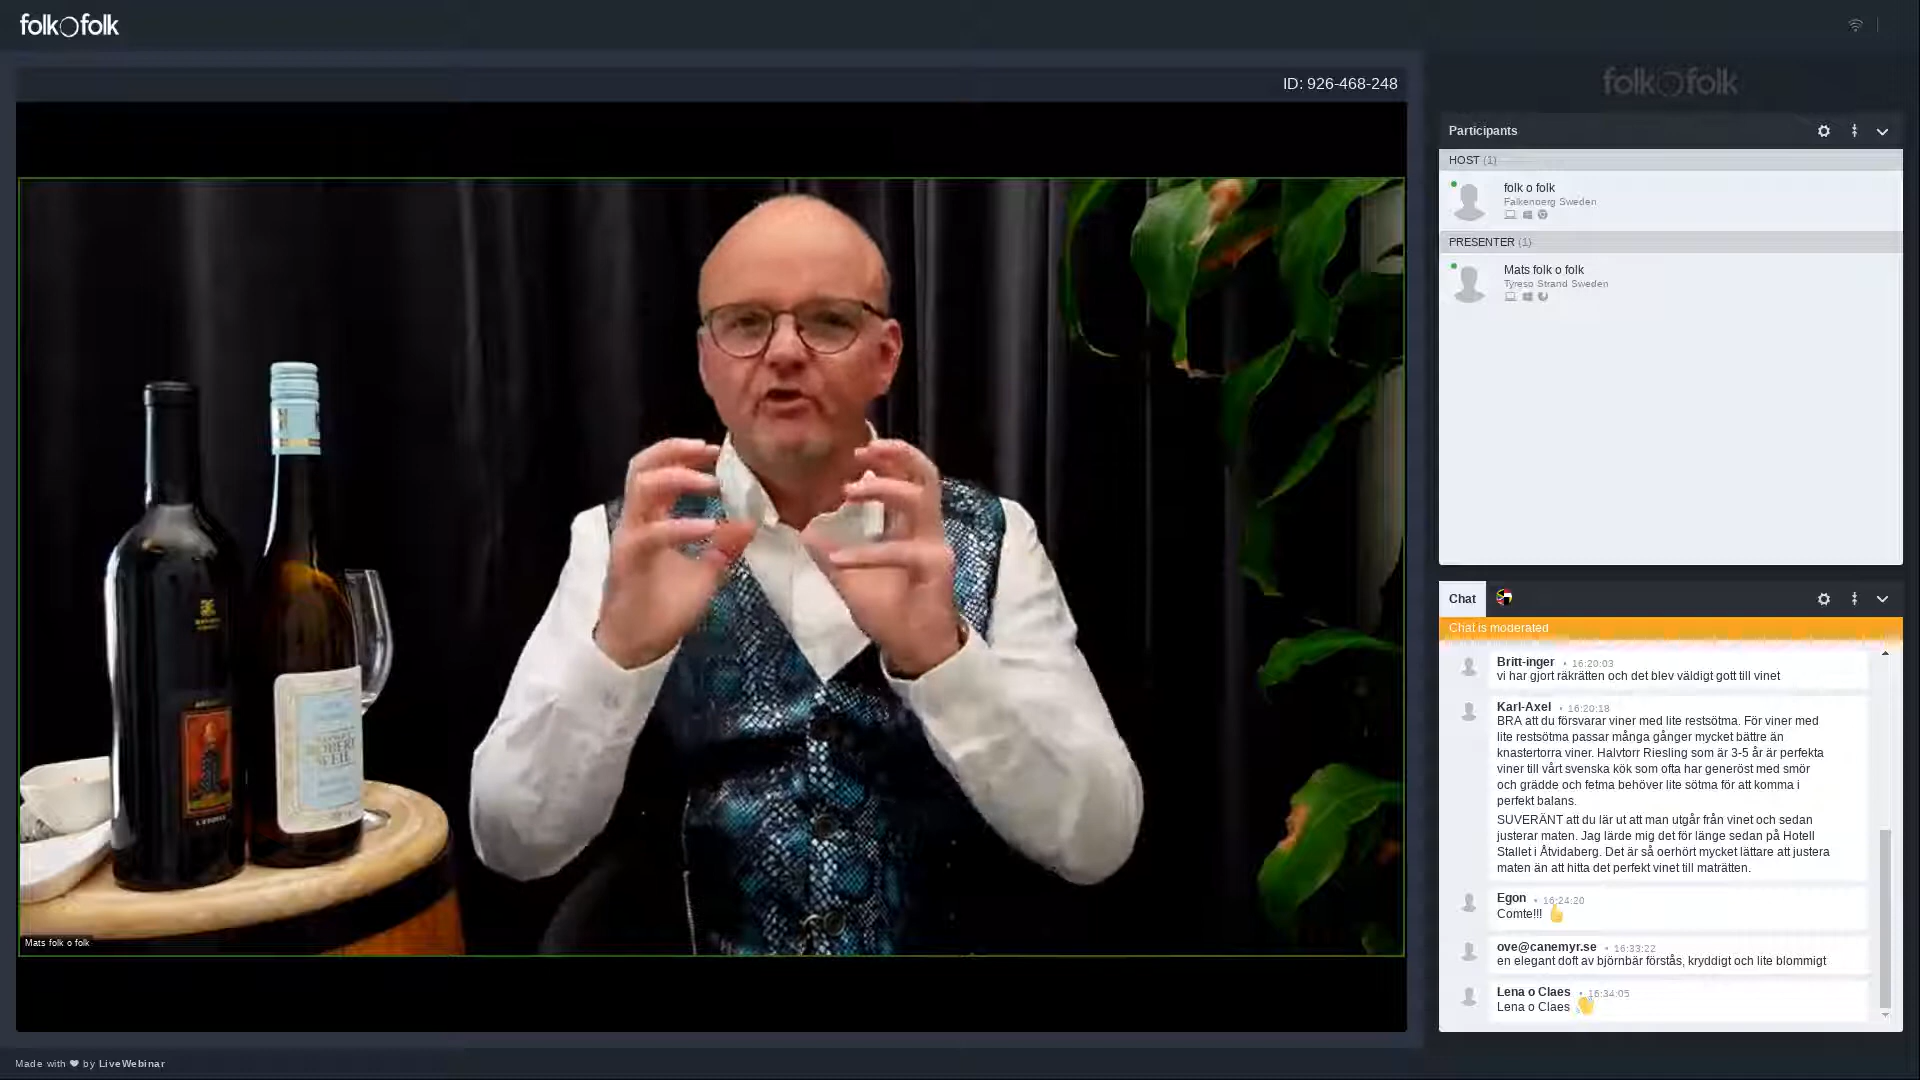 folkofolk
ID: 926-468-248
folkofolk
Participants
HOST (1)
folk o folk
Falkenberg Sweden
PRESENTER (1)
Mats folk o folk
Tyreso Strand Sweden
Chat
Chat is moderated
Britt-inger • 16:20:03
vi har gjort räkrätten och det blev väldigt gott till vinet
Karl-Axel • 16:20:18
BRA att du försvarar viner med lite restsötma. För viner med
lite restsötma passar många gånger mycket bättre än
knastertorra viner. Halvtorr Riesling som är 3-5 år är perfekta
viner till vårt svenska kök som ofta har generöst med smör
och grädde och fetma behöver lite sötma för att komma i
perfekt balans.
SUVERÄNT att du lär ut att man utgår från vinet och sedan
justerar maten. Jag lärde mig det för länge sedan på Hotell
Stallet i Åtvidaberg. Det är så oerhört mycket lättare att justera
maten än att hitta det perfekt vinet till maträtten.
Egon • 16:24:20
Comte!!! 👍
ove@canemyr.se • 16:33:22
en elegant doft av björnbär förstås, kryddigt och lite blommigt
Lena o Claes • 16:34:05
Lena o Claes 👋
ROBERT
WEIL
Mats folk o folk
Made with ❤ by LiveWebinar